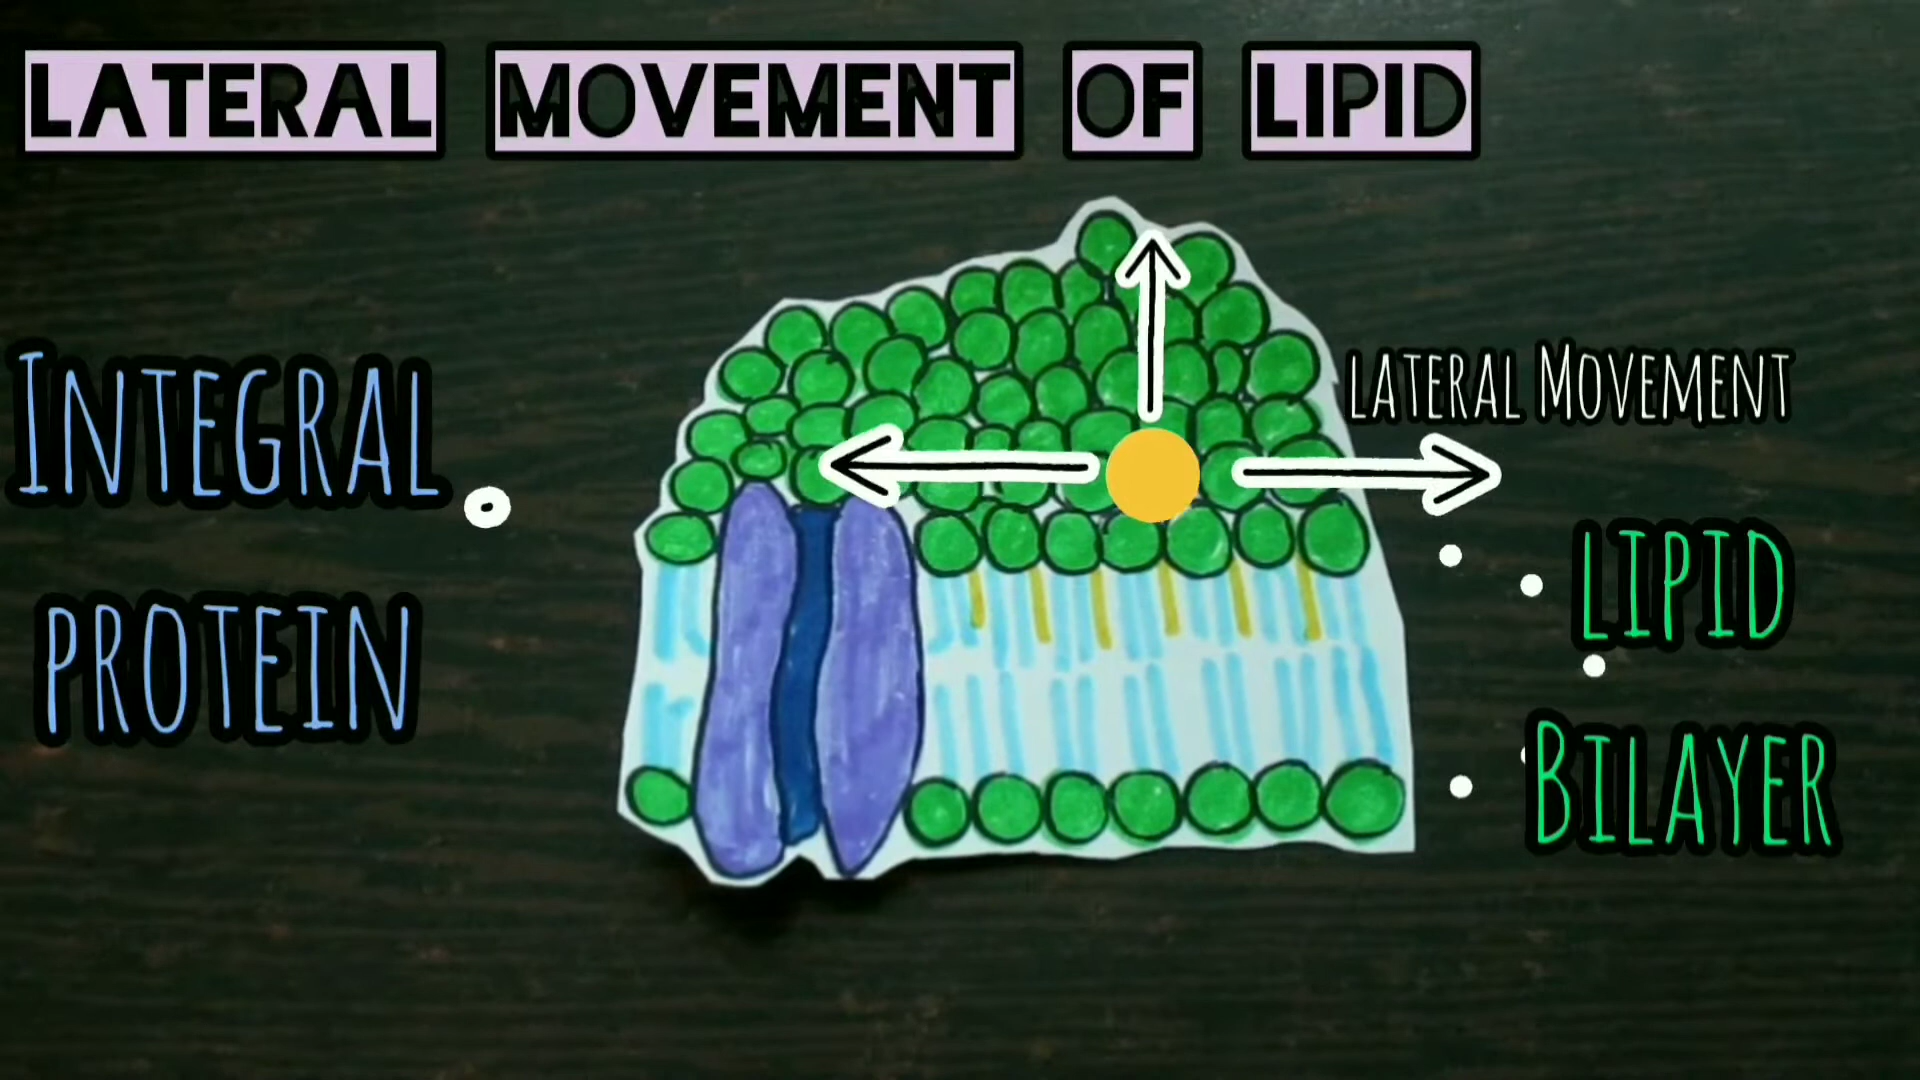 LATERAL MOVEMENT OF LIPID
INTEGRAL
PROTEIN
LATERAL MOVEMENT
LIPID
BILAYER